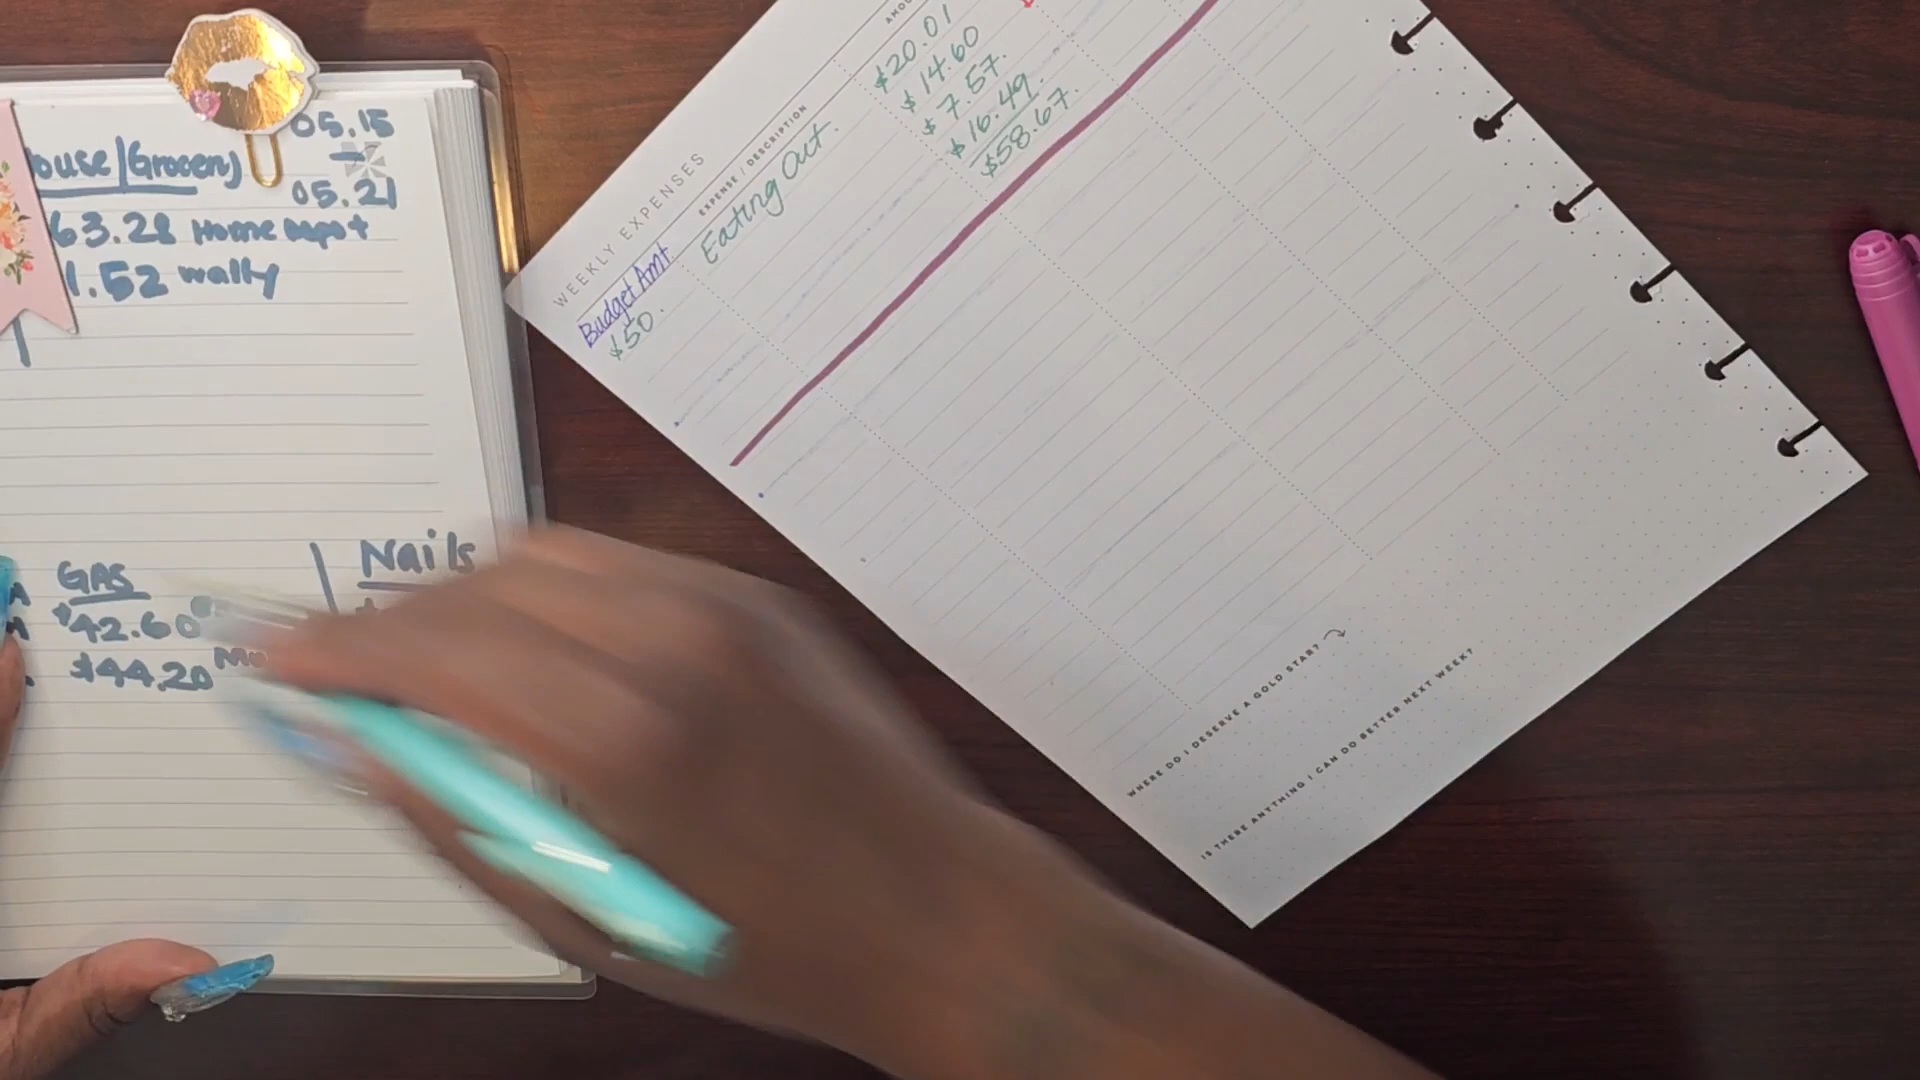 05.15
-
05.21
ouse/Grocery
63.28 Home Depot
1.52 wally
GAS
$42.60
$44.20
Nails
WEEKLY EXPENSES
EXPENSE / DESCRIPTION
Budget Amt.
$50.
Eating Out.
$20.01
$14.60
$7.57.
$16.49.
$58.67.
WHERE DO I DESERVE A GOLD STAR?
IS THERE ANYTHING I CAN DO BETTER NEXT WEEK?